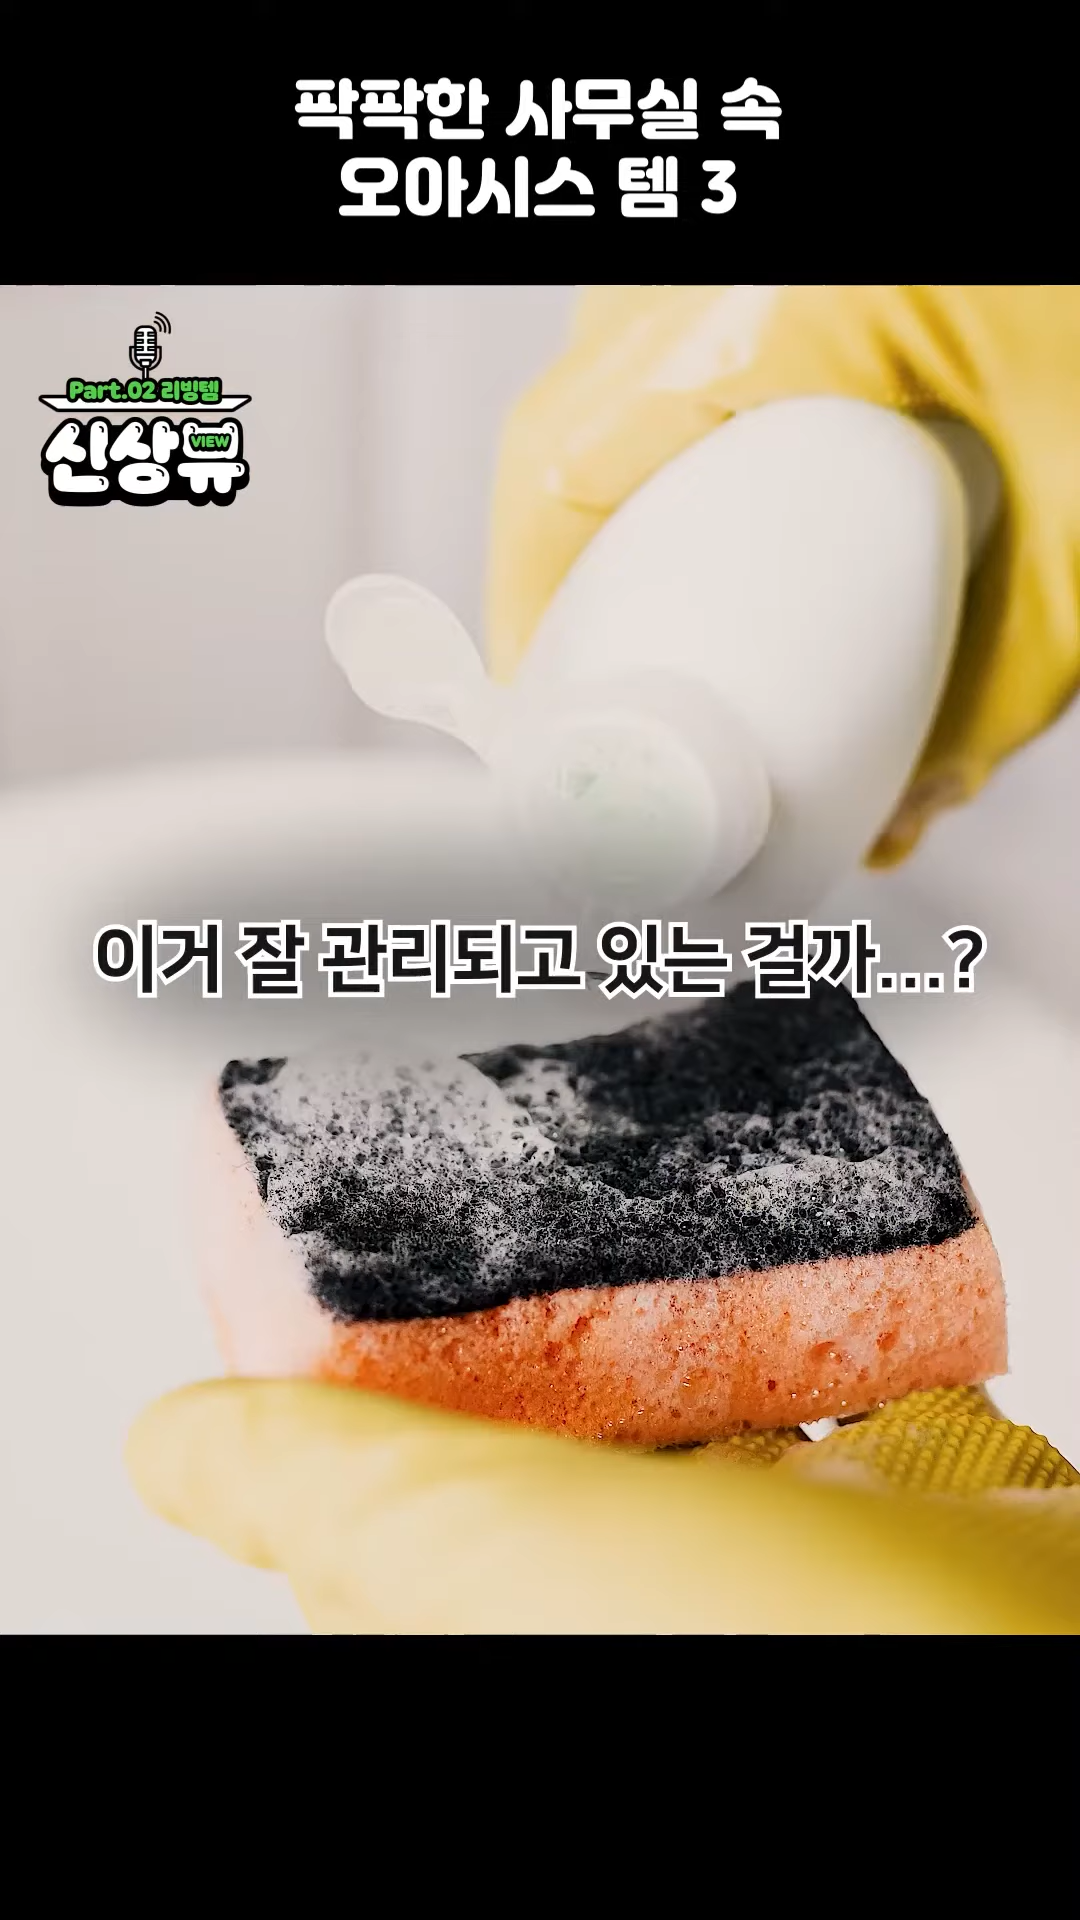 팍팍한 사무실 속
오아시스 템 3
Part.02 리빙템
신상뷰
VIEW
이거 잘 관리되고 있는 걸까...?